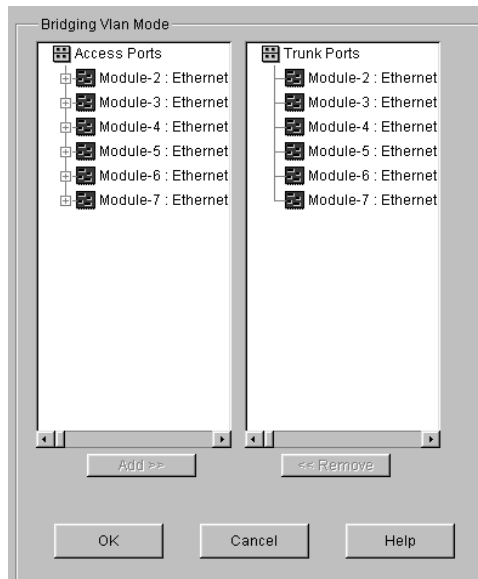 Bridging Vlan Mode
Access Ports
Module-2 : Ethernet
Module-3 : Ethernet
Module-4 : Ethernet
Module-5 : Ethernet
Module-6 : Ethernet
Module-7 : Ethernet
Trunk Ports
Module-2 : Ethernet
Module-3 : Ethernet
Module-4 : Ethernet
Module-5 : Ethernet
Module-6 : Ethernet
Module-7 : Ethernet
Add >>
<< Remove
OK
Cancel
Help